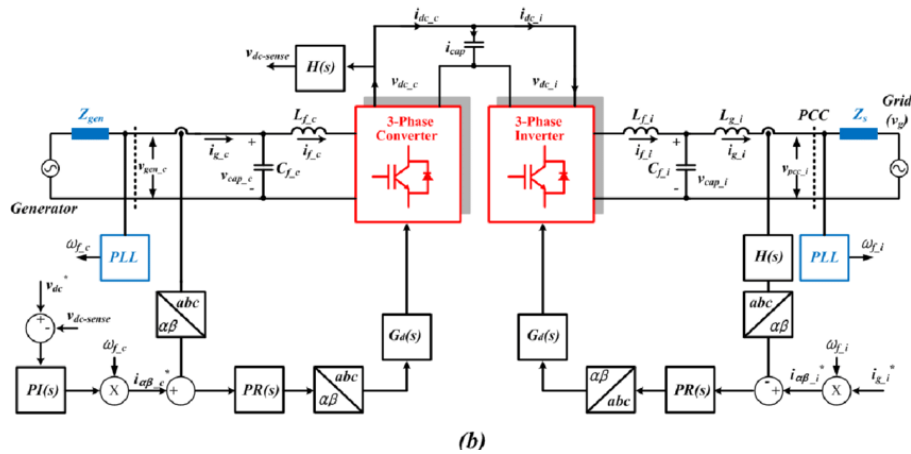 i_dc_c
i_dc_i
i_cap
v_dc-sense
H(s)
v_dc_c
v_dc_i
Z_gen
L_f_c
3-Phase
Converter
3-Phase
Inverter
L_f_i
L_g_i
PCC
Z_s
Grid
(v_g)
i_g_c
i_f_c
i_f_i
i_g_i
v_gen_c
+
v_cap_c
-
C_f_c
C_f_i
+
v_cap_i
-
v_pcc_i
Generator
ω_f_c
PLL
H(s)
PLL
ω_f_i
v_dc*
+
-
v_dc-sense
abc
αβ
G_d(s)
G_d(s)
abc
αβ
ω_f_c
ω_f_i
PI(s)
X
i_αβ_c*
+
PR(s)
abc
αβ
αβ
abc
PR(s)
-
+
i_αβ_i*
X
i_g_i*
(b)